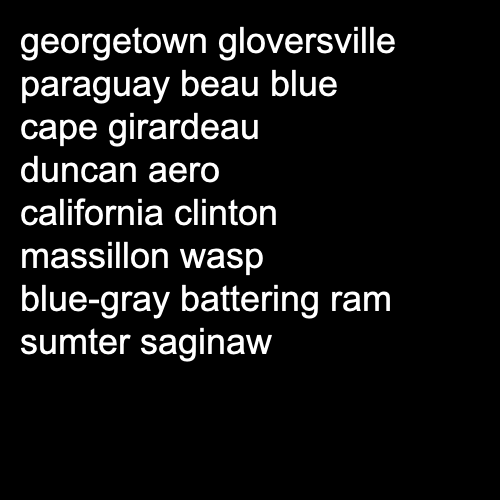 georgetown gloversville
paraguay beau blue
cape girardeau
duncan aero
california clinton
massillon wasp
blue-gray battering ram
sumter saginaw